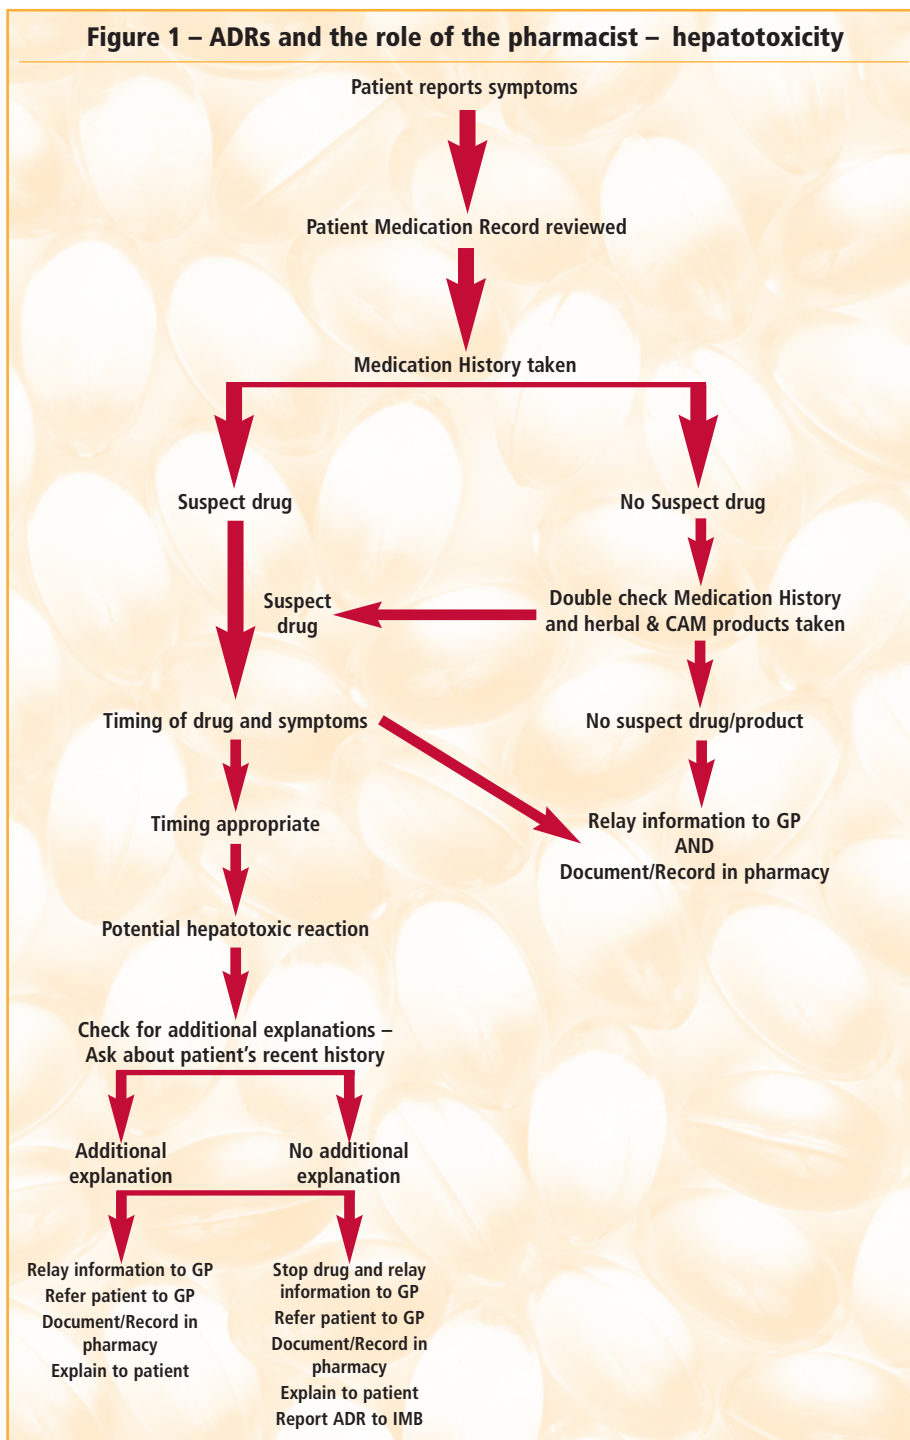 Figure 1 – ADRs and the role of the pharmacist – hepatotoxicity
Patient reports symptoms
Patient Medication Record reviewed
Medication History taken
Suspect drug
No Suspect drug
Suspect
drug
Double check Medication History
and herbal & CAM products taken
Timing of drug and symptoms
No suspect drug/product
Timing appropriate
Relay information to GP
AND
Document/Record in pharmacy
Potential hepatotoxic reaction
Check for additional explanations –
Ask about patient's recent history
Additional
explanation
No additional
explanation
Relay information to GP
Refer patient to GP
Document/Record in
pharmacy
Explain to patient
Stop drug and relay
information to GP
Refer patient to GP
Document/Record in
pharmacy
Explain to patient
Report ADR to IMB